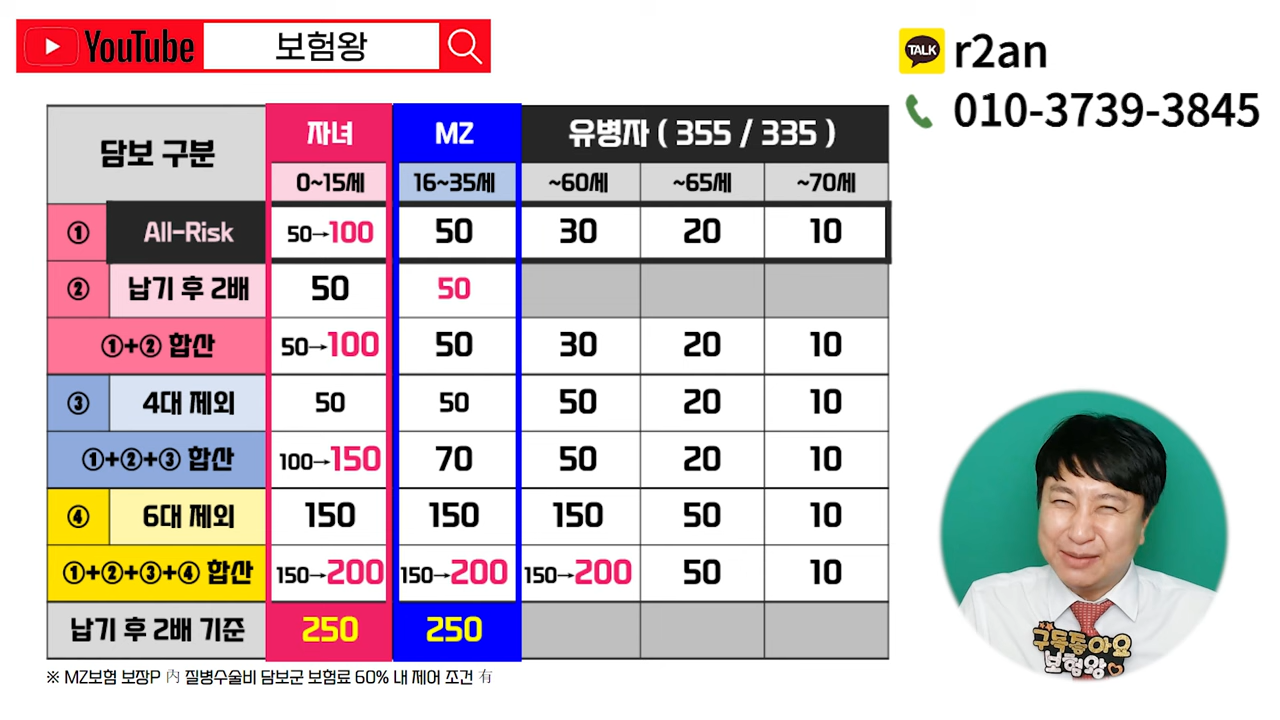 YouTube 보험왕
TALK r2an
010-3739-3845
담보 구분 자녀 MZ 유병자 ( 355 / 335 )
0~15세 16~35세 ~60세 ~65세 ~70세
① All-Risk 50→100 50 30 20 10
② 납기 후 2배 50 50
①+② 합산 50→100 50 30 20 10
③ 4대 제외 50 50 50 20 10
①+②+③ 합산 100→150 70 50 20 10
④ 6대 제외 150 150 150 50 10
①+②+③+④ 합산 150→200 150→200 150→200 50 10
납기 후 2배 기준 250 250
※ MZ보험 보장P 內 질병수술비 담보군 보험료 60% 내 제어 조건 有
구독좋아요
보험왕